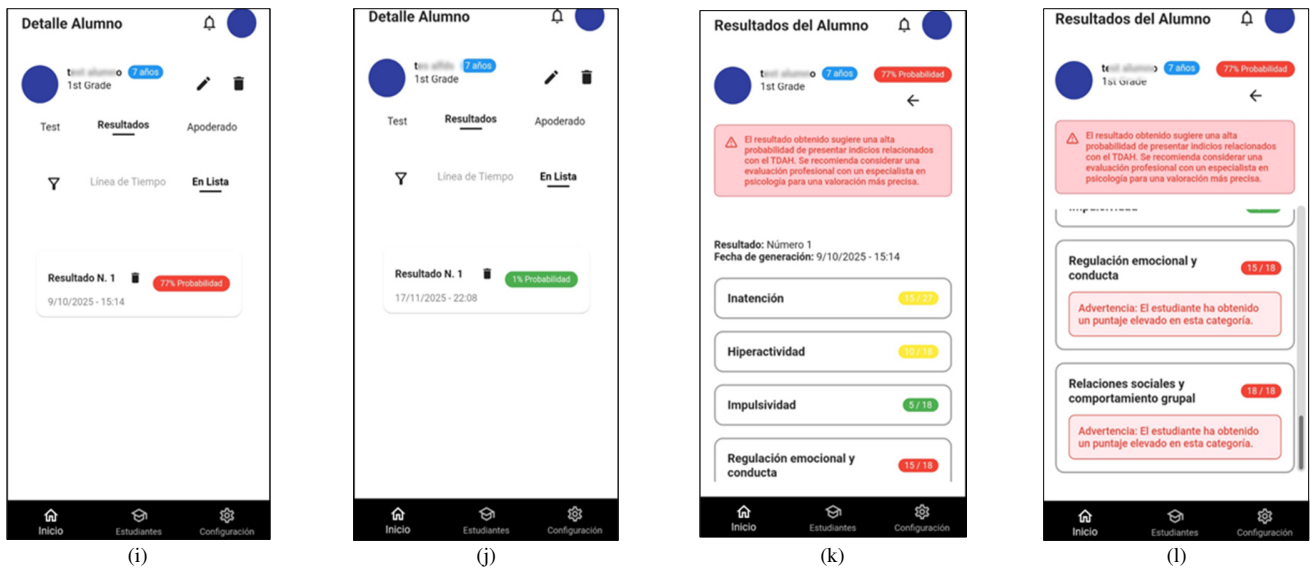 Detalle Alumno
7 años
1st Grade
Test
Resultados
Apoderado
Línea de Tiempo
En Lista
Resultado N. 1
77% Probabilidad
9/10/2025 - 15:14
Inicio
Estudiantes
Configuración
(i)
Detalle Alumno
7 años
1st Grade
Test
Resultados
Apoderado
Línea de Tiempo
En Lista
Resultado N. 1
1% Probabilidad
17/11/2025 - 22:08
Inicio
Estudiantes
Configuración
(j)
Resultados del Alumno
7 años
77% Probabilidad
1st Grade
El resultado obtenido sugiere una alta
probabilidad de presentar indicios relacionados
con el TDAH. Se recomienda considerar una
evaluación profesional con un especialista en
psicología para una valoración más precisa.
Resultado: Número 1
Fecha de generación: 9/10/2025 - 15:14
Inatención
15 / 27
Hiperactividad
10 / 18
Impulsividad
5 / 18
Regulación emocional y
conducta
15 / 18
Inicio
Estudiantes
Configuración
(k)
Resultados del Alumno
7 años
77% Probabilidad
1st Grade
El resultado obtenido sugiere una alta
probabilidad de presentar indicios relacionados
con el TDAH. Se recomienda considerar una
evaluación profesional con un especialista en
psicología para una valoración más precisa.
Regulación emocional y
conducta
15 / 18
Advertencia: El estudiante ha obtenido
un puntaje elevado en esta categoría.
Relaciones sociales y
comportamiento grupal
18 / 18
Advertencia: El estudiante ha obtenido
un puntaje elevado en esta categoría.
Inicio
Estudiantes
Configuración
(l)